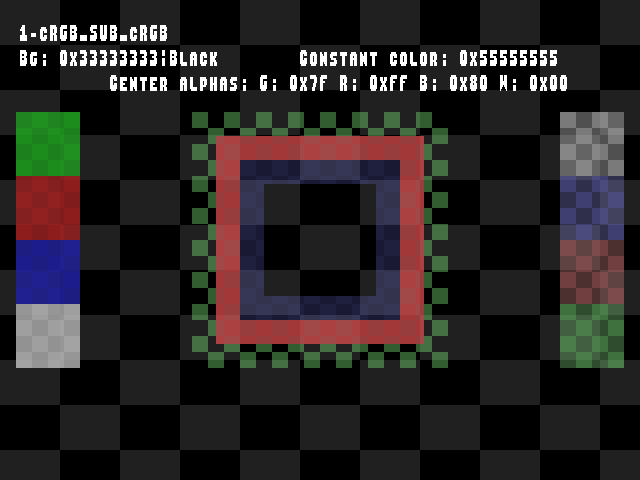 1-cRGB_SUB_cRGB
BG: 0x33333333¦BLACK CONSTANT COLOR: 0x55555555
CENTER ALPHAS: G: 0x7F R: 0xFF B: 0x80 W: 0x00